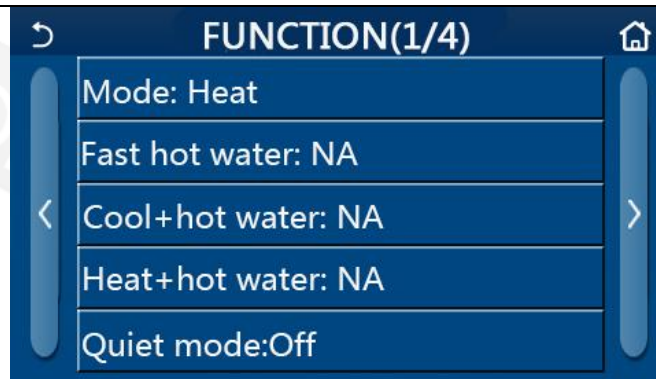 FUNCTION(1/4)
Mode: Heat
Fast hot water: NA
Cool+hot water: NA
Heat+hot water: NA
Quiet mode:Off